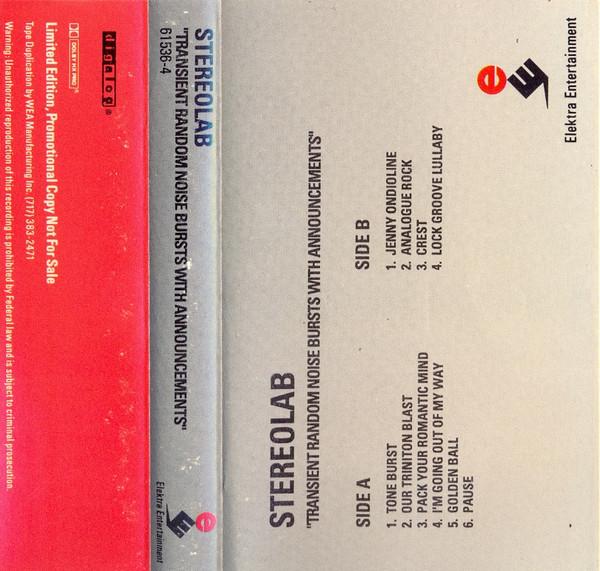 STEREOLAB
"TRANSIENT RANDOM NOISE BURSTS WITH ANNOUNCEMENTS"
SIDE A
1. TONE BURST
2. OUR TRINITON BLAST
3. PACK YOUR ROMANTIC MIND
4. I'M GOING OUT OF MY WAY
5. GOLDEN BALL
6. PAUSE
SIDE B
1. JENNY ONDIOLINE
2. ANALOGUE ROCK
3. CREST
4. LOCK GROOVE LULLABY
e
Elektra Entertainment
STEREOLAB
"TRANSIENT RANDOM NOISE BURSTS WITH ANNOUNCEMENTS"
61536-4
e
Elektra Entertainment
digalog®
DOLBY HX PRO
Limited Edition, Promotional Copy Not For Sale
Tape Duplication by WEA Manufacturing Inc. (717) 383-2471
Warning: Unauthorized reproduction of this recording is prohibited by Federal law and is subject to criminal prosecution.